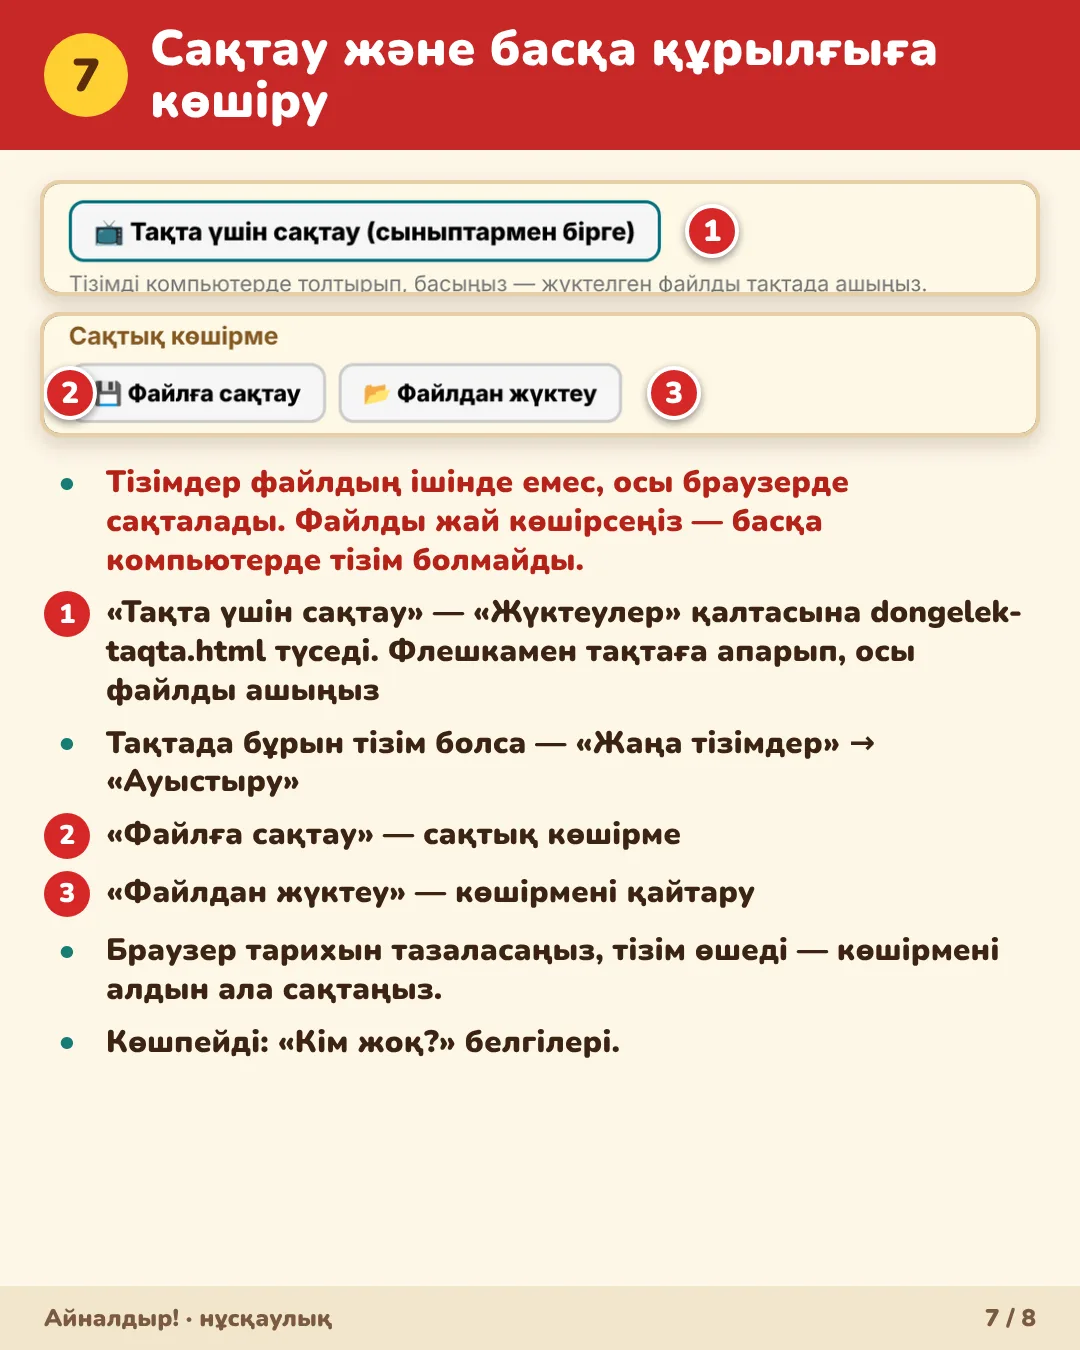 7
Сақтау және басқа құрылғыға
көшіру
📺 Тақта үшін сақтау (сыныптармен бірге)
1
Тізімді компьютерде толтырып, басыңыз — жүктелген файлды тақтада ашыңыз.
Сақтық көшірме
2 💾 Файлға сақтау 📂 Файлдан жүктеу 3
• Тізімдер файлдың ішінде емес, осы браузерде
сақталады. Файлды жай көшірсеңіз — басқа
компьютерде тізім болмайды.
1 «Тақта үшін сақтау» — «Жүктеулер» қалтасына dongelek-
taqta.html түседі. Флешкамен тақтаға апарып, осы
файлды ашыңыз
• Тақтада бұрын тізім болса — «Жаңа тізімдер» →
«Ауыстыру»
2 «Файлға сақтау» — сақтық көшірме
3 «Файлдан жүктеу» — көшірмені қайтару
• Браузер тарихын тазаласаңыз, тізім өшеді — көшірмені
алдын ала сақтаңыз.
• Көшпейді: «Кім жоқ?» белгілері.
Айналдыр! · нұсқаулық
7 / 8